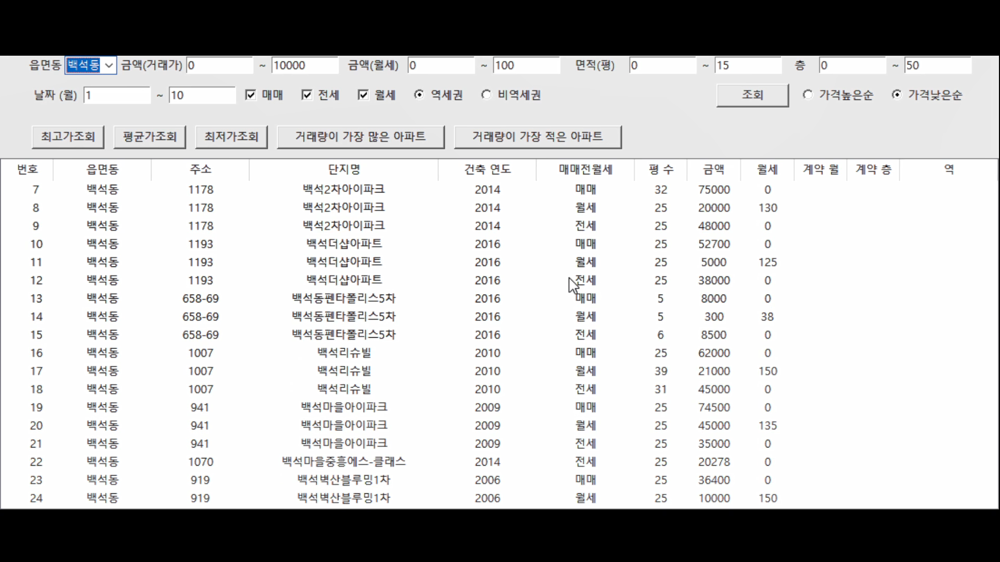 읍면동 백석동 금액(거래가) 0 ~ 10000 금액(월세) 0 ~ 100 면적(평) 0 ~ 15 층 0 ~ 50
날짜 (월) 1 ~ 10 매매 전세 월세 역세권 비역세권 조회 가격높은순 가격낮은순
최고가조회 평균가조회 최저가조회 거래량이 가장 많은 아파트 거래량이 가장 적은 아파트
번호 읍면동 주소 단지명 건축 연도 매매전월세 평 수 금액 월세 계약 월 계약 층 역
7 백석동 1178 백석2차아이파크 2014 매매 32 75000 0
8 백석동 1178 백석2차아이파크 2014 월세 25 20000 130
9 백석동 1178 백석2차아이파크 2014 전세 25 48000 0
10 백석동 1193 백석더샵아파트 2016 매매 25 52700 0
11 백석동 1193 백석더샵아파트 2016 월세 25 5000 125
12 백석동 1193 백석더샵아파트 2016 전세 25 38000 0
13 백석동 658-69 백석동펜타폴리스5차 2016 매매 5 8000 0
14 백석동 658-69 백석동펜타폴리스5차 2016 월세 5 300 38
15 백석동 658-69 백석동펜타폴리스5차 2016 전세 6 8500 0
16 백석동 1007 백석리슈빌 2010 매매 25 62000 0
17 백석동 1007 백석리슈빌 2010 월세 39 21000 150
18 백석동 1007 백석리슈빌 2010 전세 31 45000 0
19 백석동 941 백석마을아이파크 2009 매매 25 74500 0
20 백석동 941 백석마을아이파크 2009 월세 25 45000 135
21 백석동 941 백석마을아이파크 2009 전세 25 35000 0
22 백석동 1070 백석마을중흥에스-클래스 2014 전세 25 20278 0
23 백석동 919 백석벽산블루밍1차 2006 매매 25 36400 0
24 백석동 919 백석벽산블루밍1차 2006 월세 25 10000 150